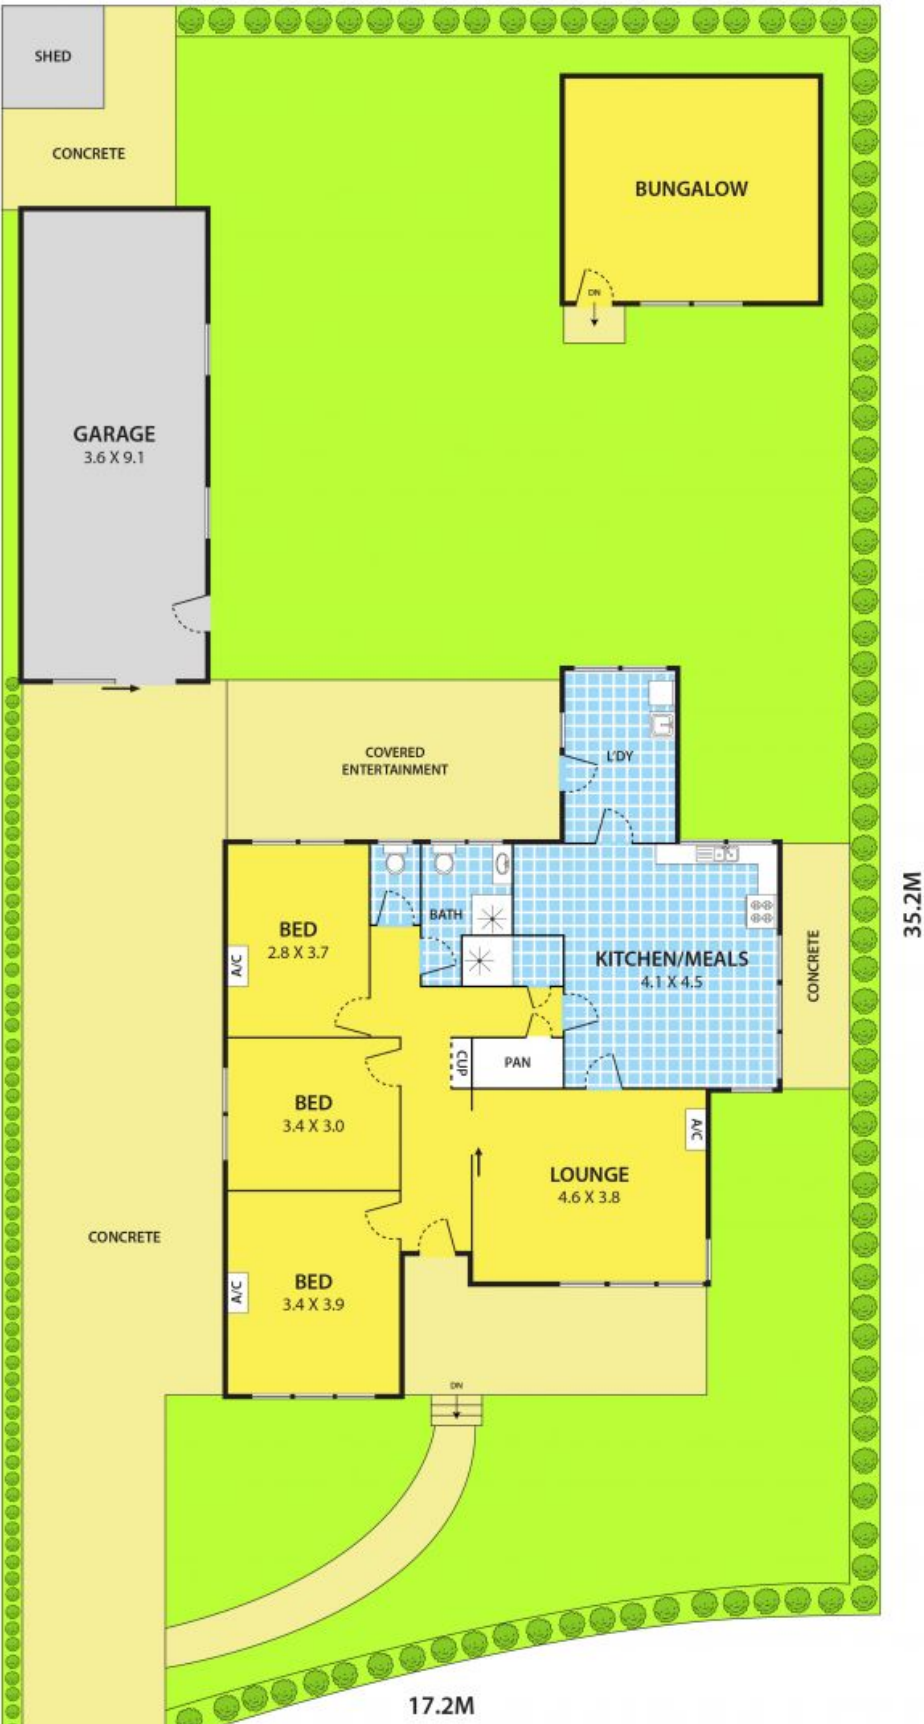 SHED
CONCRETE
BUNGALOW
DN
GARAGE
3.6 X 9.1
COVERED
ENTERTAINMENT
L'DY
BED
2.8 X 3.7
A/C
BATH
KITCHEN/MEALS
4.1 X 4.5
CONCRETE
35.2M
CUP
PAN
BED
3.4 X 3.0
A/C
LOUNGE
4.6 X 3.8
CONCRETE
BED
3.4 X 3.9
A/C
DN
17.2M